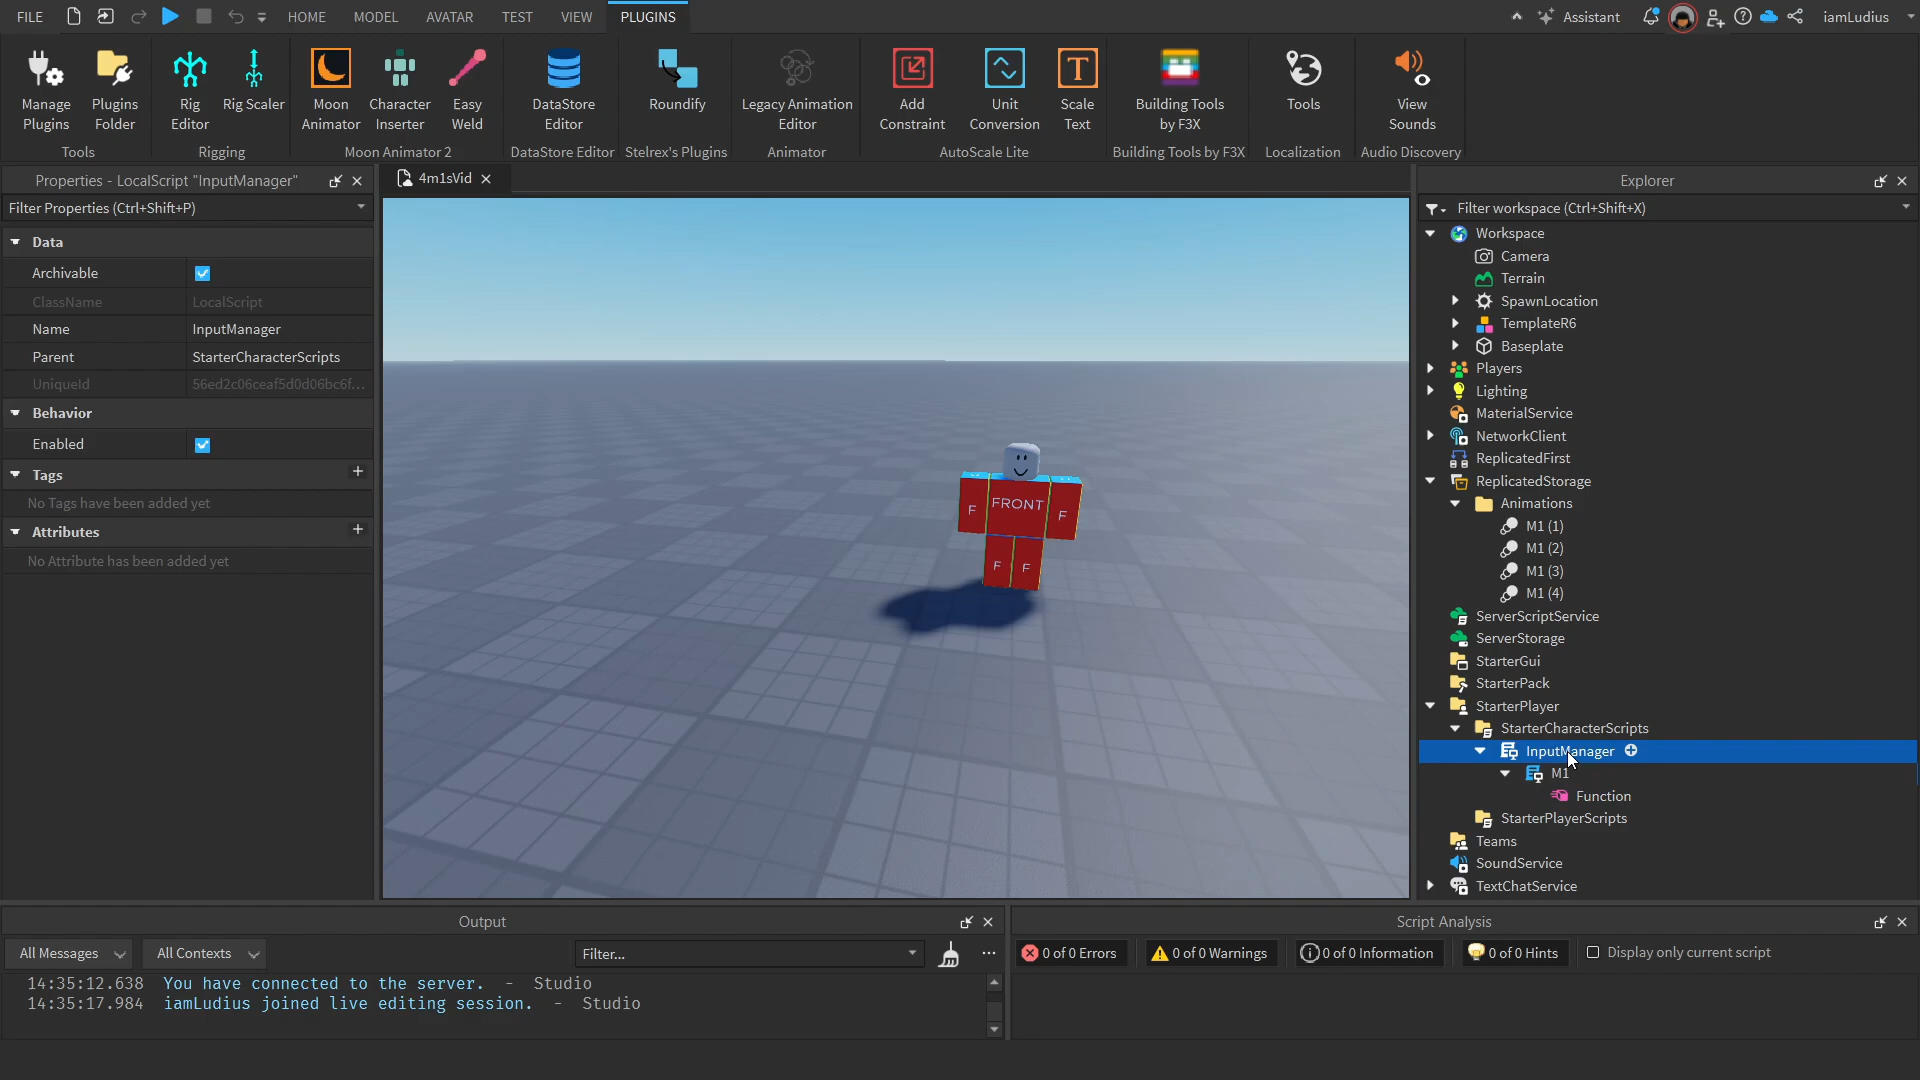 FILE HOME MODEL AVATAR TEST VIEW PLUGINS Assistant iamLudius
Manage Plugins
Plugins Folder
Rig Editor
Rig Scaler
Moon Animator
Character Inserter
Easy Weld
DataStore Editor
Roundify
Legacy Animation Editor
Add Constraint
Unit Conversion
Scale Text
Building Tools by F3X
Tools
View Sounds
Tools Rigging Moon Animator 2 DataStore Editor Stelrex's Plugins Animator AutoScale Lite Building Tools by F3X Localization Audio Discovery
Properties - LocalScript "InputManager"
Filter Properties (Ctrl+Shift+P)
Data
Archivable
ClassName LocalScript
Name InputManager
Parent StarterCharacterScripts
UniqueId 56ed2c06ceaf5d0d06bc6f...
Behavior
Enabled
Tags
No Tags have been added yet
Attributes
No Attribute has been added yet
4m1sVid
F FRONT F
F F
Explorer
Filter workspace (Ctrl+Shift+X)
Workspace
Camera
Terrain
SpawnLocation
TemplateR6
Baseplate
Players
Lighting
MaterialService
NetworkClient
ReplicatedFirst
ReplicatedStorage
Animations
M1 (1)
M1 (2)
M1 (3)
M1 (4)
ServerScriptService
ServerStorage
StarterGui
StarterPack
StarterPlayer
StarterCharacterScripts
InputManager
M1
Function
StarterPlayerScripts
Teams
SoundService
TextChatService
Output
All Messages All Contexts Filter...
14:35:12.638 You have connected to the server. - Studio
14:35:17.984 iamLudius joined live editing session. - Studio
Script Analysis
0 of 0 Errors 0 of 0 Warnings 0 of 0 Information 0 of 0 Hints Display only current script